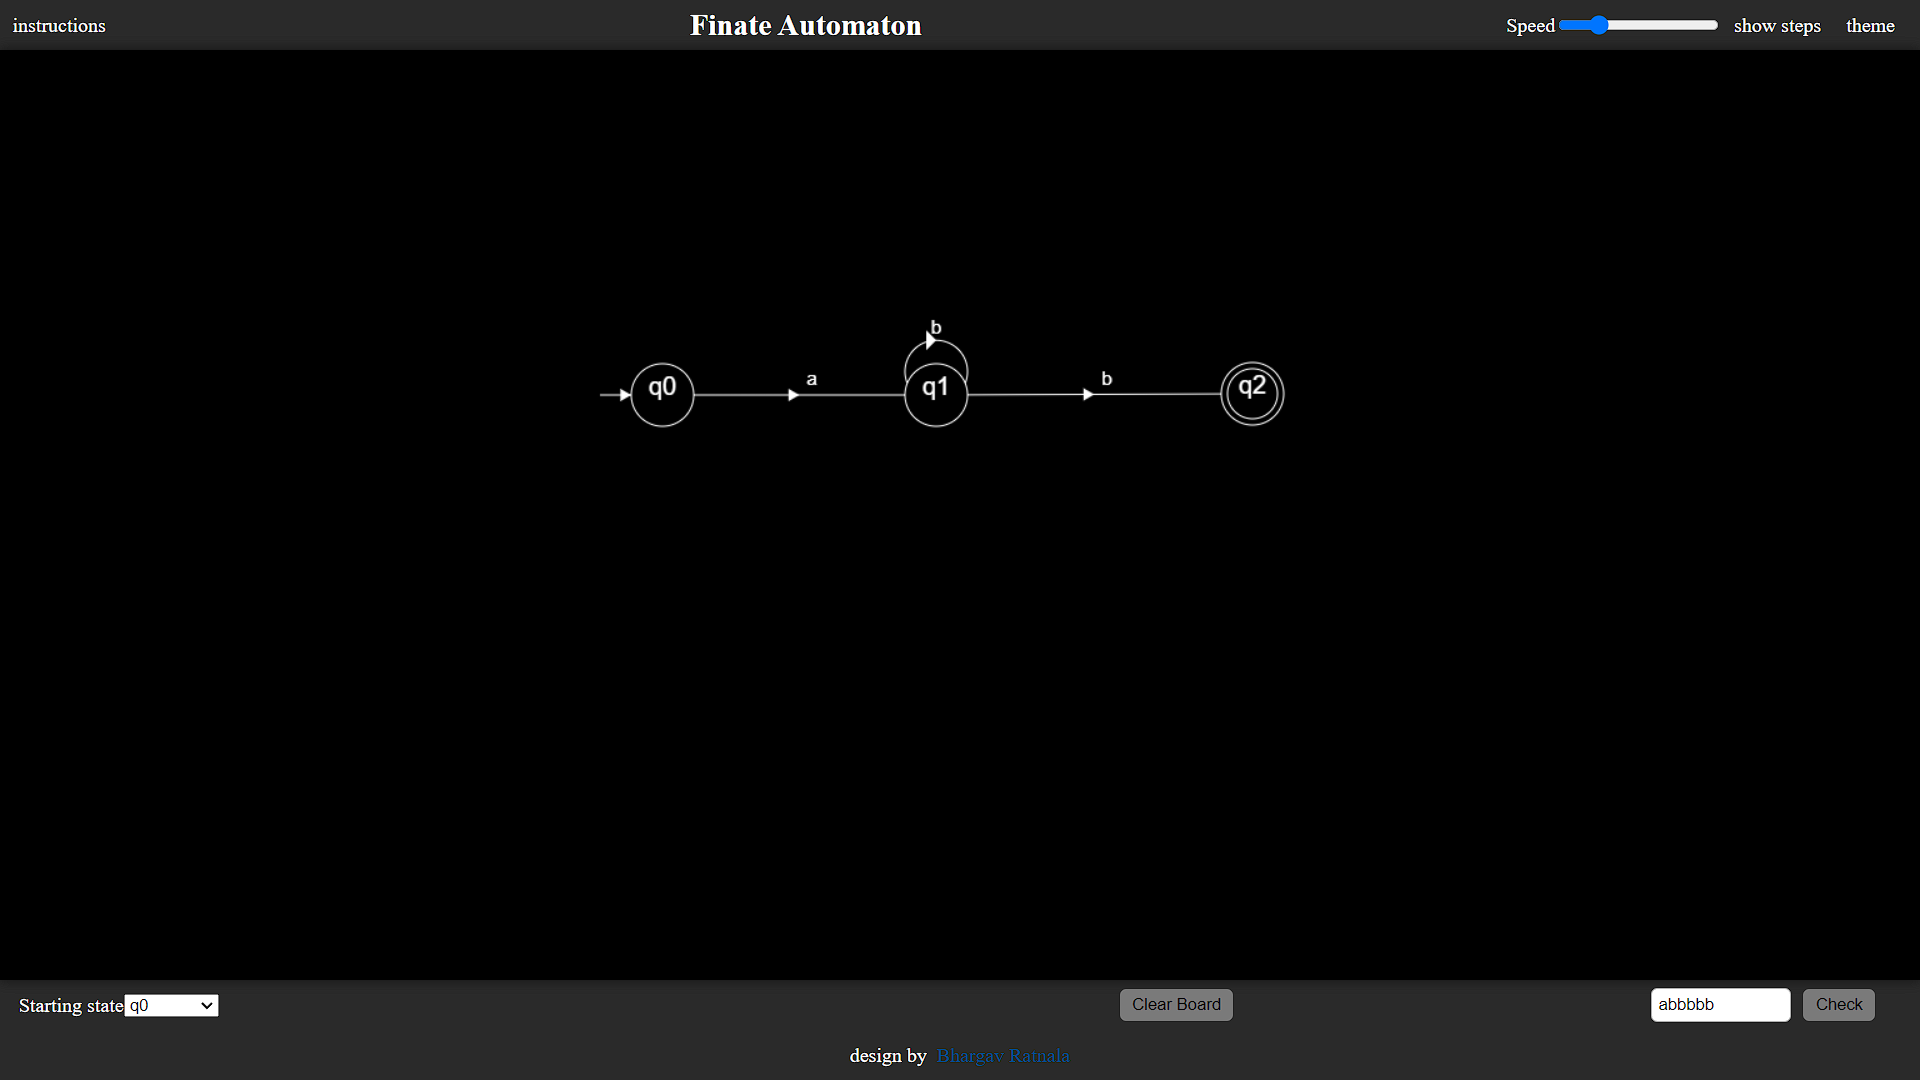 instructions
Finate Automaton
Speed
show steps
theme
b
q0
a
q1
b
q2
Starting state
q0
Clear Board
abbbbb
Check
design by Bhargav Ratnala